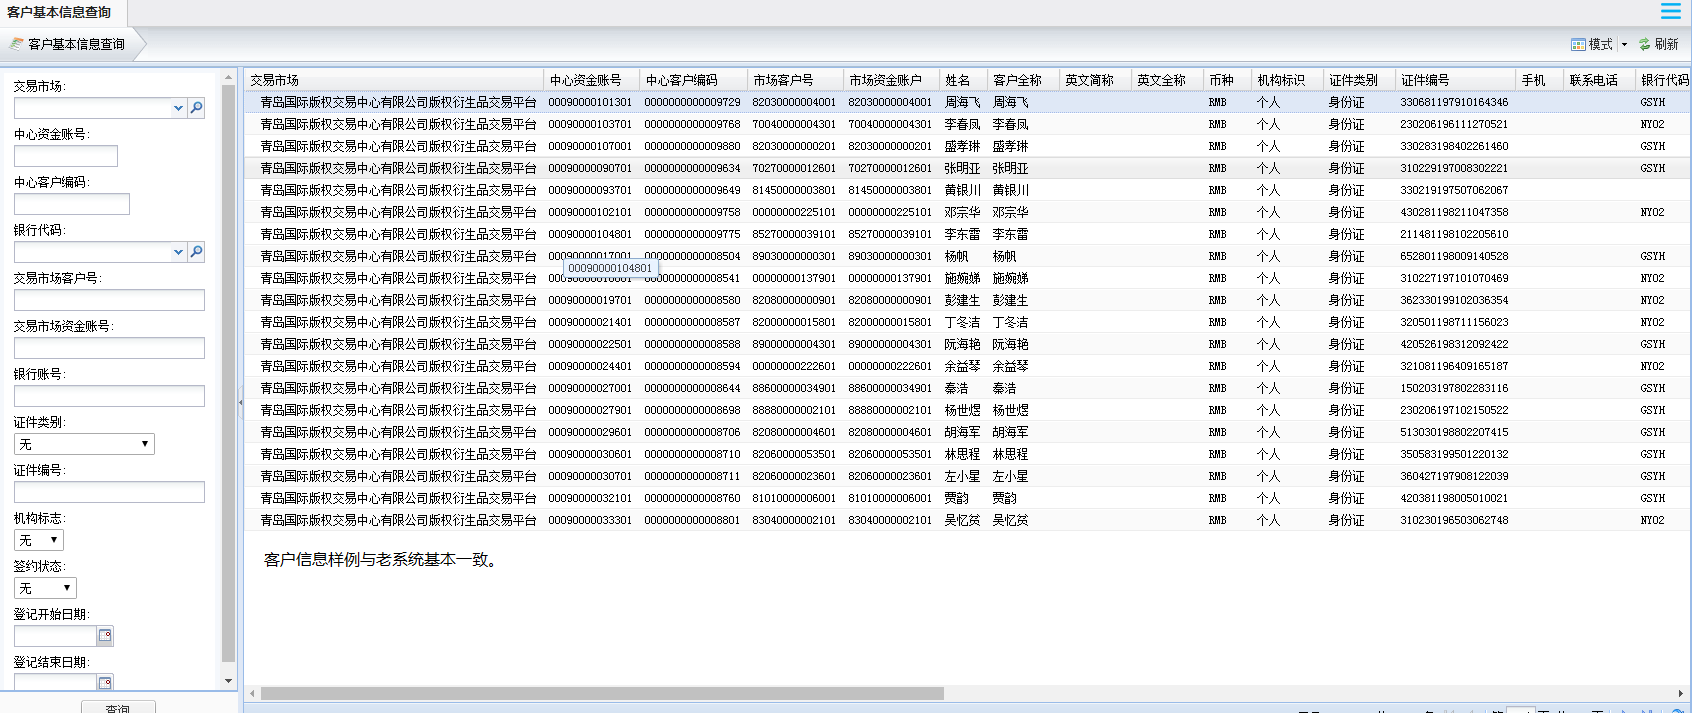 客户基本信息查询
客户基本信息查询
模式 刷新
交易市场:
中心资金账号:
中心客户编码:
银行代码:
交易市场客户号:
交易市场资金账号:
银行账号:
证件类别:
无
证件编号:
机构标志:
无
签约状态:
无
登记开始日期:
登记结束日期:
查询
交易市场 中心资金账号 中心客户编码 市场客户号 市场资金账户 姓名 客户全称 英文简称 英文全称 币种 机构标识 证件类别 证件编号 手机 联系电话 银行代码
青岛国际版权交易中心有限公司版权衍生品交易平台 00090000101301 0000000000009729 82030000004001 82030000004001 周海飞 周海飞 RMB 个人 身份证 330681197910164346 GSYH
青岛国际版权交易中心有限公司版权衍生品交易平台 00090000103701 0000000000009768 70040000004301 70040000004301 李春凤 李春凤 RMB 个人 身份证 230206196111270521 NY02
青岛国际版权交易中心有限公司版权衍生品交易平台 00090000107001 0000000000009880 82030000000201 82030000000201 盛孝琳 盛孝琳 RMB 个人 身份证 330283198402261460 GSYH
青岛国际版权交易中心有限公司版权衍生品交易平台 00090000090701 0000000000009634 70270000012601 70270000012601 张明亚 张明亚 RMB 个人 身份证 310229197008302221 GSYH
青岛国际版权交易中心有限公司版权衍生品交易平台 00090000093701 0000000000009649 81450000003801 81450000003801 黄银川 黄银川 RMB 个人 身份证 330219197507062067
青岛国际版权交易中心有限公司版权衍生品交易平台 00090000102101 0000000000009758 00000000225101 00000000225101 邓宗华 邓宗华 RMB 个人 身份证 430281198211047358 NY02
青岛国际版权交易中心有限公司版权衍生品交易平台 00090000104801 0000000000009775 85270000039101 85270000039101 李东雷 李东雷 RMB 个人 身份证 211481198102205610
青岛国际版权交易中心有限公司版权衍生品交易平台 00090000017001 0000000000008504 89030000000301 89030000000301 杨帆 杨帆 RMB 个人 身份证 652801198009140528 GSYH
00090000104801
青岛国际版权交易中心有限公司版权衍生品交易平台 0000000000008541 00000000137901 00000000137901 施婉娣 施婉娣 RMB 个人 身份证 310227197101070469 NY02
青岛国际版权交易中心有限公司版权衍生品交易平台 00090000019701 0000000000008580 82080000000901 82080000000901 彭建生 彭建生 RMB 个人 身份证 362330199102036354 NY02
青岛国际版权交易中心有限公司版权衍生品交易平台 00090000021401 0000000000008587 82000000015801 82000000015801 丁冬洁 丁冬洁 RMB 个人 身份证 320501198711156023 NY02
青岛国际版权交易中心有限公司版权衍生品交易平台 00090000022501 0000000000008588 89000000004301 89000000004301 阮海艳 阮海艳 RMB 个人 身份证 420526198312092422 GSYH
青岛国际版权交易中心有限公司版权衍生品交易平台 00090000024401 0000000000008594 00000000222601 00000000222601 余益琴 余益琴 RMB 个人 身份证 321081196409165187 NY02
青岛国际版权交易中心有限公司版权衍生品交易平台 00090000027001 0000000000008644 88600000034901 88600000034901 秦浩 秦浩 RMB 个人 身份证 150203197802283116 GSYH
青岛国际版权交易中心有限公司版权衍生品交易平台 00090000027901 0000000000008698 88880000002101 88880000002101 杨世煜 杨世煜 RMB 个人 身份证 230206197102150522 GSYH
青岛国际版权交易中心有限公司版权衍生品交易平台 00090000029601 0000000000008706 82080000004601 82080000004601 胡海军 胡海军 RMB 个人 身份证 513030198802207415 GSYH
青岛国际版权交易中心有限公司版权衍生品交易平台 00090000030601 0000000000008710 82060000053501 82060000053501 林思程 林思程 RMB 个人 身份证 350583199501220132 GSYH
青岛国际版权交易中心有限公司版权衍生品交易平台 00090000030701 0000000000008711 82060000023601 82060000023601 左小星 左小星 RMB 个人 身份证 360427197908122039 GSYH
青岛国际版权交易中心有限公司版权衍生品交易平台 00090000032101 0000000000008760 81010000006001 81010000006001 贾韵 贾韵 RMB 个人 身份证 420381198005010021 GSYH
青岛国际版权交易中心有限公司版权衍生品交易平台 00090000033301 0000000000008801 83040000002101 83040000002101 吴忆贫 吴忆贫 RMB 个人 身份证 310230196503062748 NY02
客户信息样例与老系统基本一致。